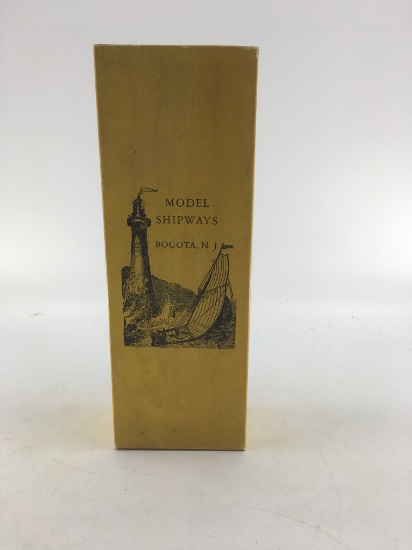 MODEL
SHIPWAYS
BOGOTA, N. J.